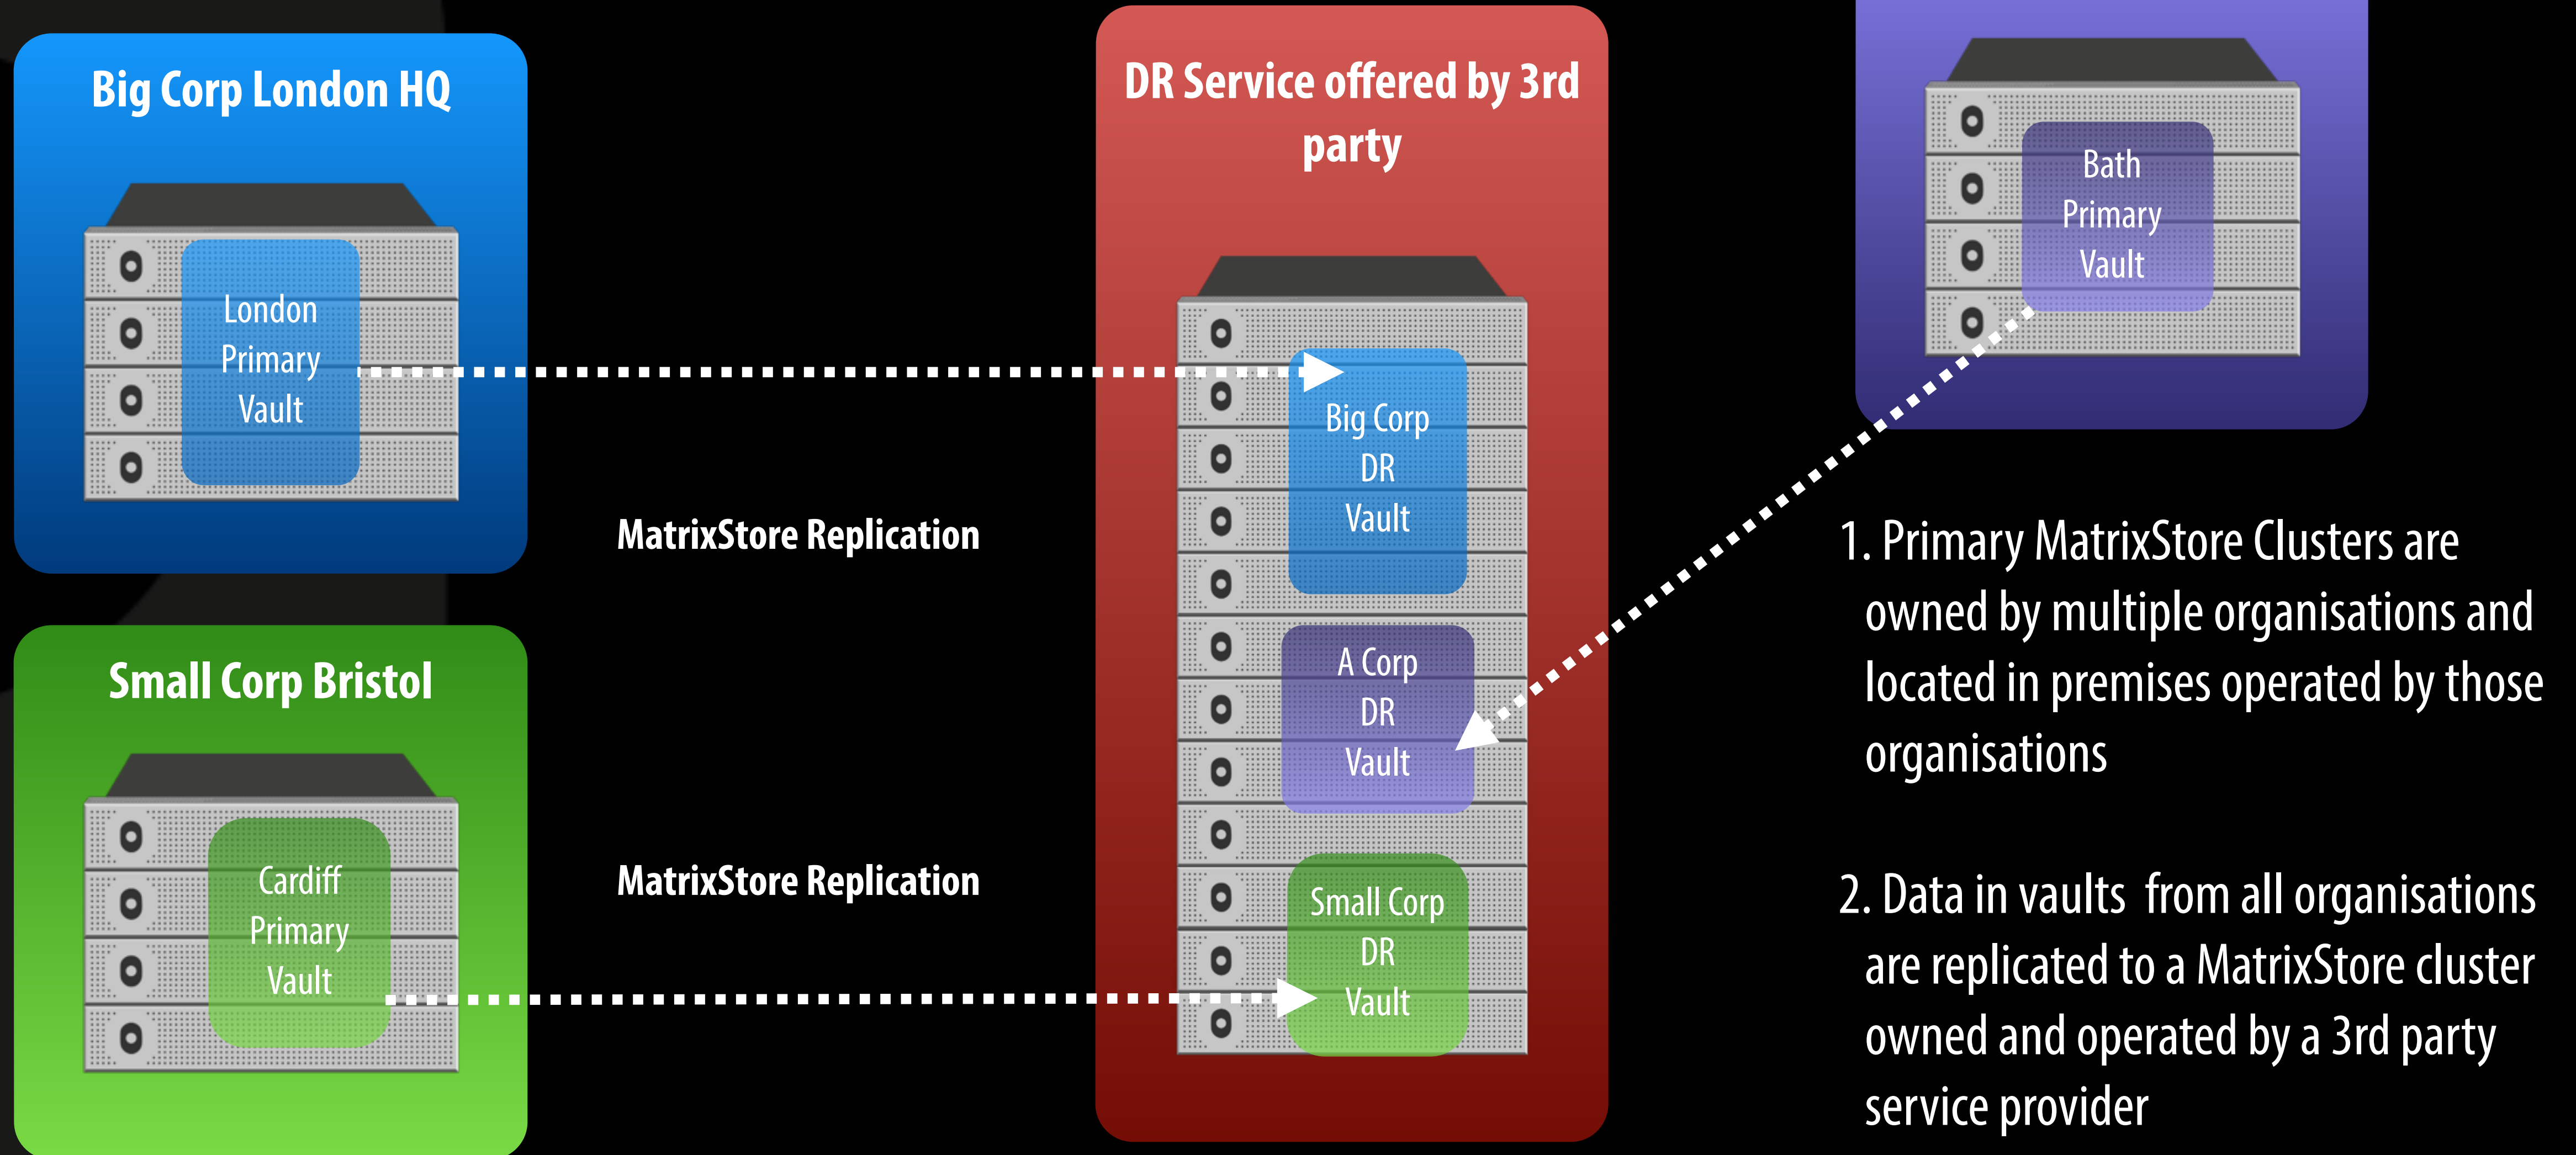 Big Corp London HQ
London
Primary
Vault
MatrixStore Replication
Small Corp Bristol
Cardiff
Primary
Vault
MatrixStore Replication
DR Service offered by 3rd
party
Big Corp
DR
Vault
A Corp
DR
Vault
Small Corp
DR
Vault
Bath
Primary
Vault
1. Primary MatrixStore Clusters are
owned by multiple organisations and
located in premises operated by those
organisations
2. Data in vaults  from all organisations
are replicated to a MatrixStore cluster
owned and operated by a 3rd party
service provider